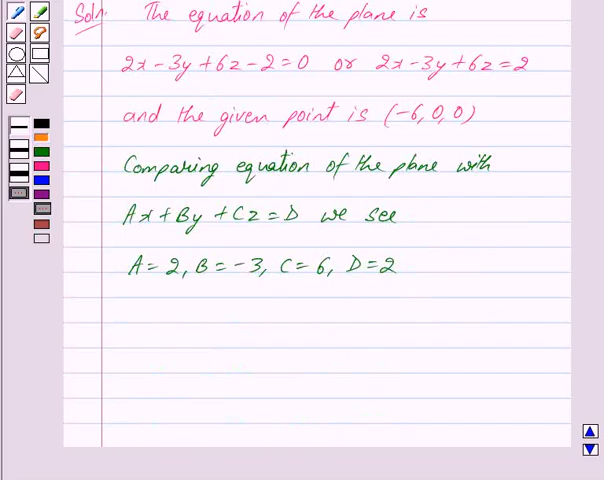 Soln. The equation of the plane is
2x - 3y + 6z - 2 = 0 or 2x - 3y + 6z = 2
and the given point is (-6, 0, 0)
Comparing equation of the plane with
Ax + By + Cz = D we see
A = 2, B = -3, C = 6, D = 2